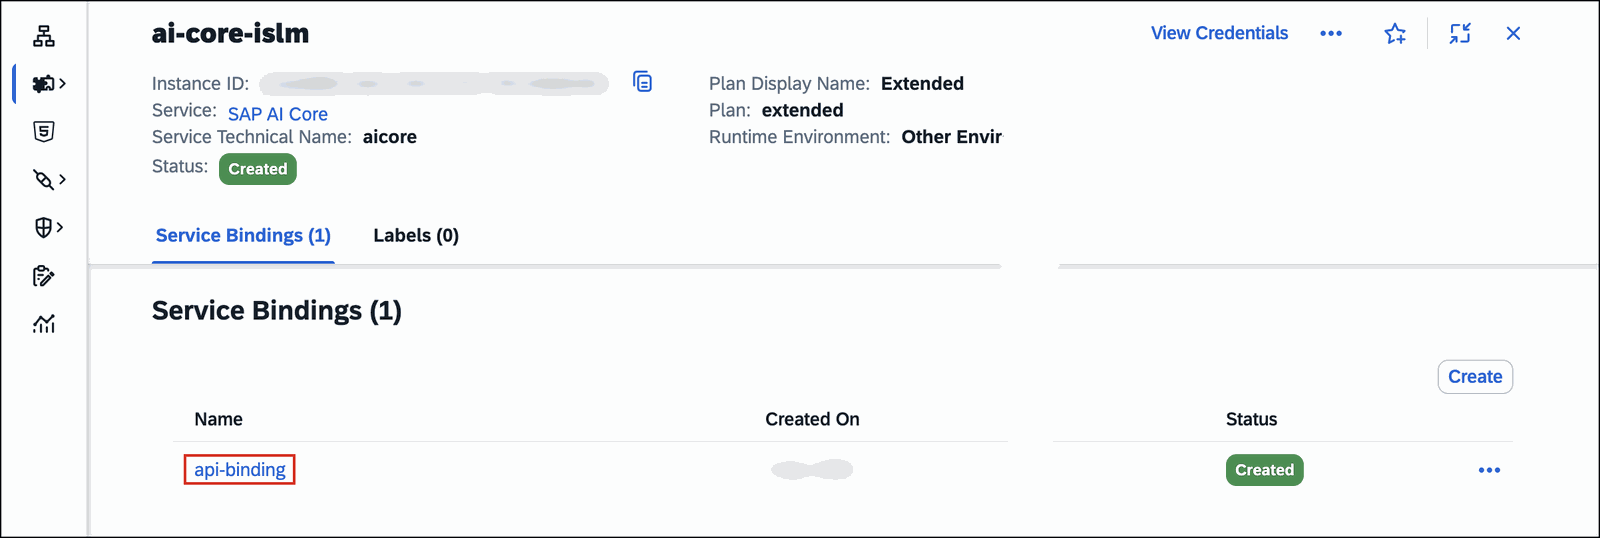 ai-core-islm
View Credentials
Instance ID:
Plan Display Name: Extended
Service: SAP AI Core
Plan: extended
Service Technical Name: aicore
Runtime Environment: Other Envir
Status: Created
Service Bindings (1)
Labels (0)
Service Bindings (1)
Create
Name
Created On
Status
api-binding
Created